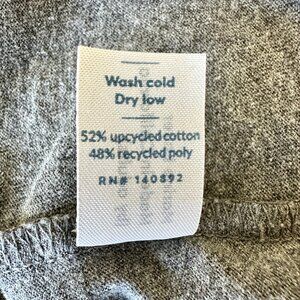 Wash cold
Dry low
52% upcycled cotton
48% recycled poly
RN# 140892